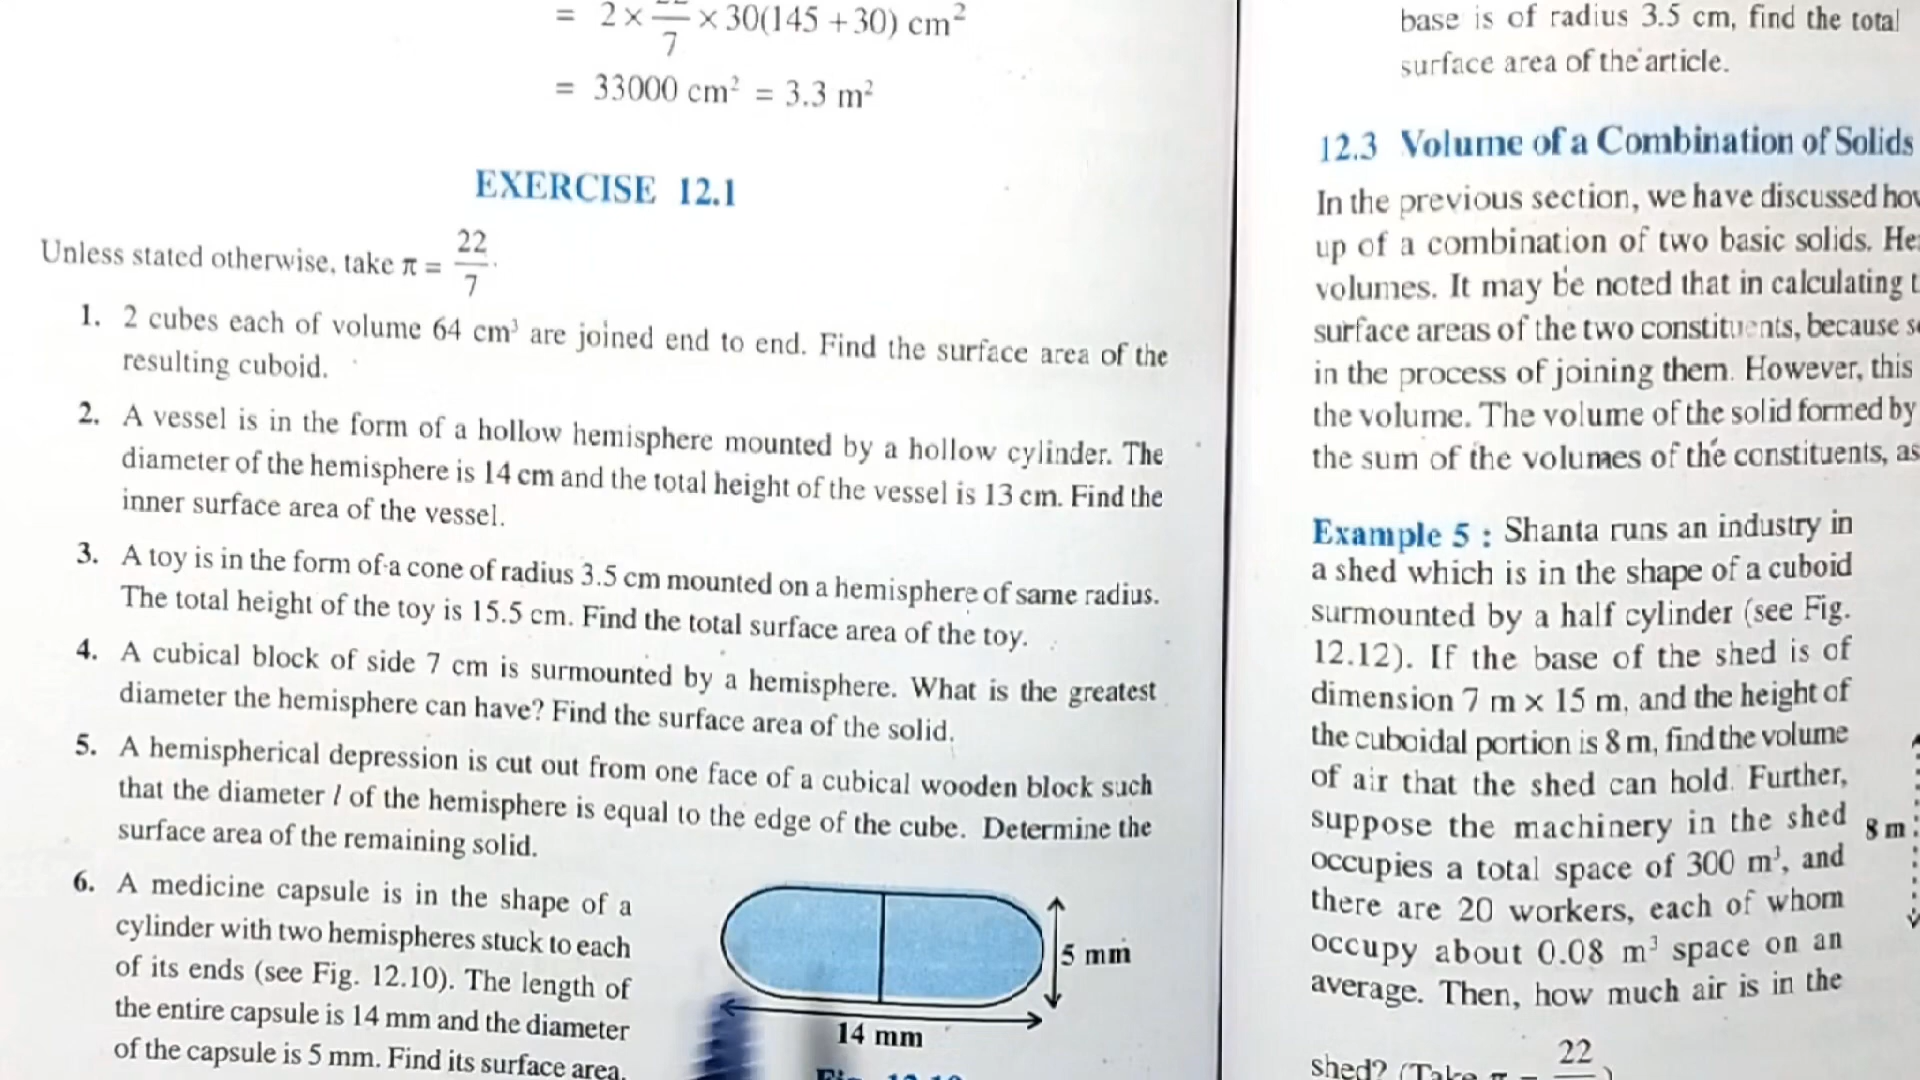 = 2 × 22/7 × 30(145 + 30) cm²
= 33000 cm² = 3.3 m²
EXERCISE 12.1
Unless stated otherwise, take π = 22/7.
1. 2 cubes each of volume 64 cm³ are joined end to end. Find the surface area of the
resulting cuboid.
2. A vessel is in the form of a hollow hemisphere mounted by a hollow cylinder. The
diameter of the hemisphere is 14 cm and the total height of the vessel is 13 cm. Find the
inner surface area of the vessel.
3. A toy is in the form of a cone of radius 3.5 cm mounted on a hemisphere of same radius.
The total height of the toy is 15.5 cm. Find the total surface area of the toy.
4. A cubical block of side 7 cm is surmounted by a hemisphere. What is the greatest
diameter the hemisphere can have? Find the surface area of the solid.
5. A hemispherical depression is cut out from one face of a cubical wooden block such
that the diameter l of the hemisphere is equal to the edge of the cube. Determine the
surface area of the remaining solid.
6. A medicine capsule is in the shape of a
cylinder with two hemispheres stuck to each
of its ends (see Fig. 12.10). The length of
the entire capsule is 14 mm and the diameter
of the capsule is 5 mm. Find its surface area.
5 mm
14 mm
base is of radius 3.5 cm, find the total
surface area of the article.
12.3 Volume of a Combination of Solids
In the previous section, we have discussed
up of a combination of two basic solids.
volumes. It may be noted that in calculating
surface areas of the two constituents, because
in the process of joining them. However, this
the volume. The volume of the solid formed by
the sum of the volumes of the constituents, as
Example 5 : Shanta runs an industry in
a shed which is in the shape of a cuboid
surmounted by a half cylinder (see Fig.
12.12). If the base of the shed is of
dimension 7 m × 15 m, and the height of
the cuboidal portion is 8 m, find the volume
of air that the shed can hold. Further,
suppose the machinery in the shed
occupies a total space of 300 m³, and
there are 20 workers, each of whom
occupy about 0.08 m³ space on an
average. Then, how much air is in the
shed? (Take π = 22
8 m